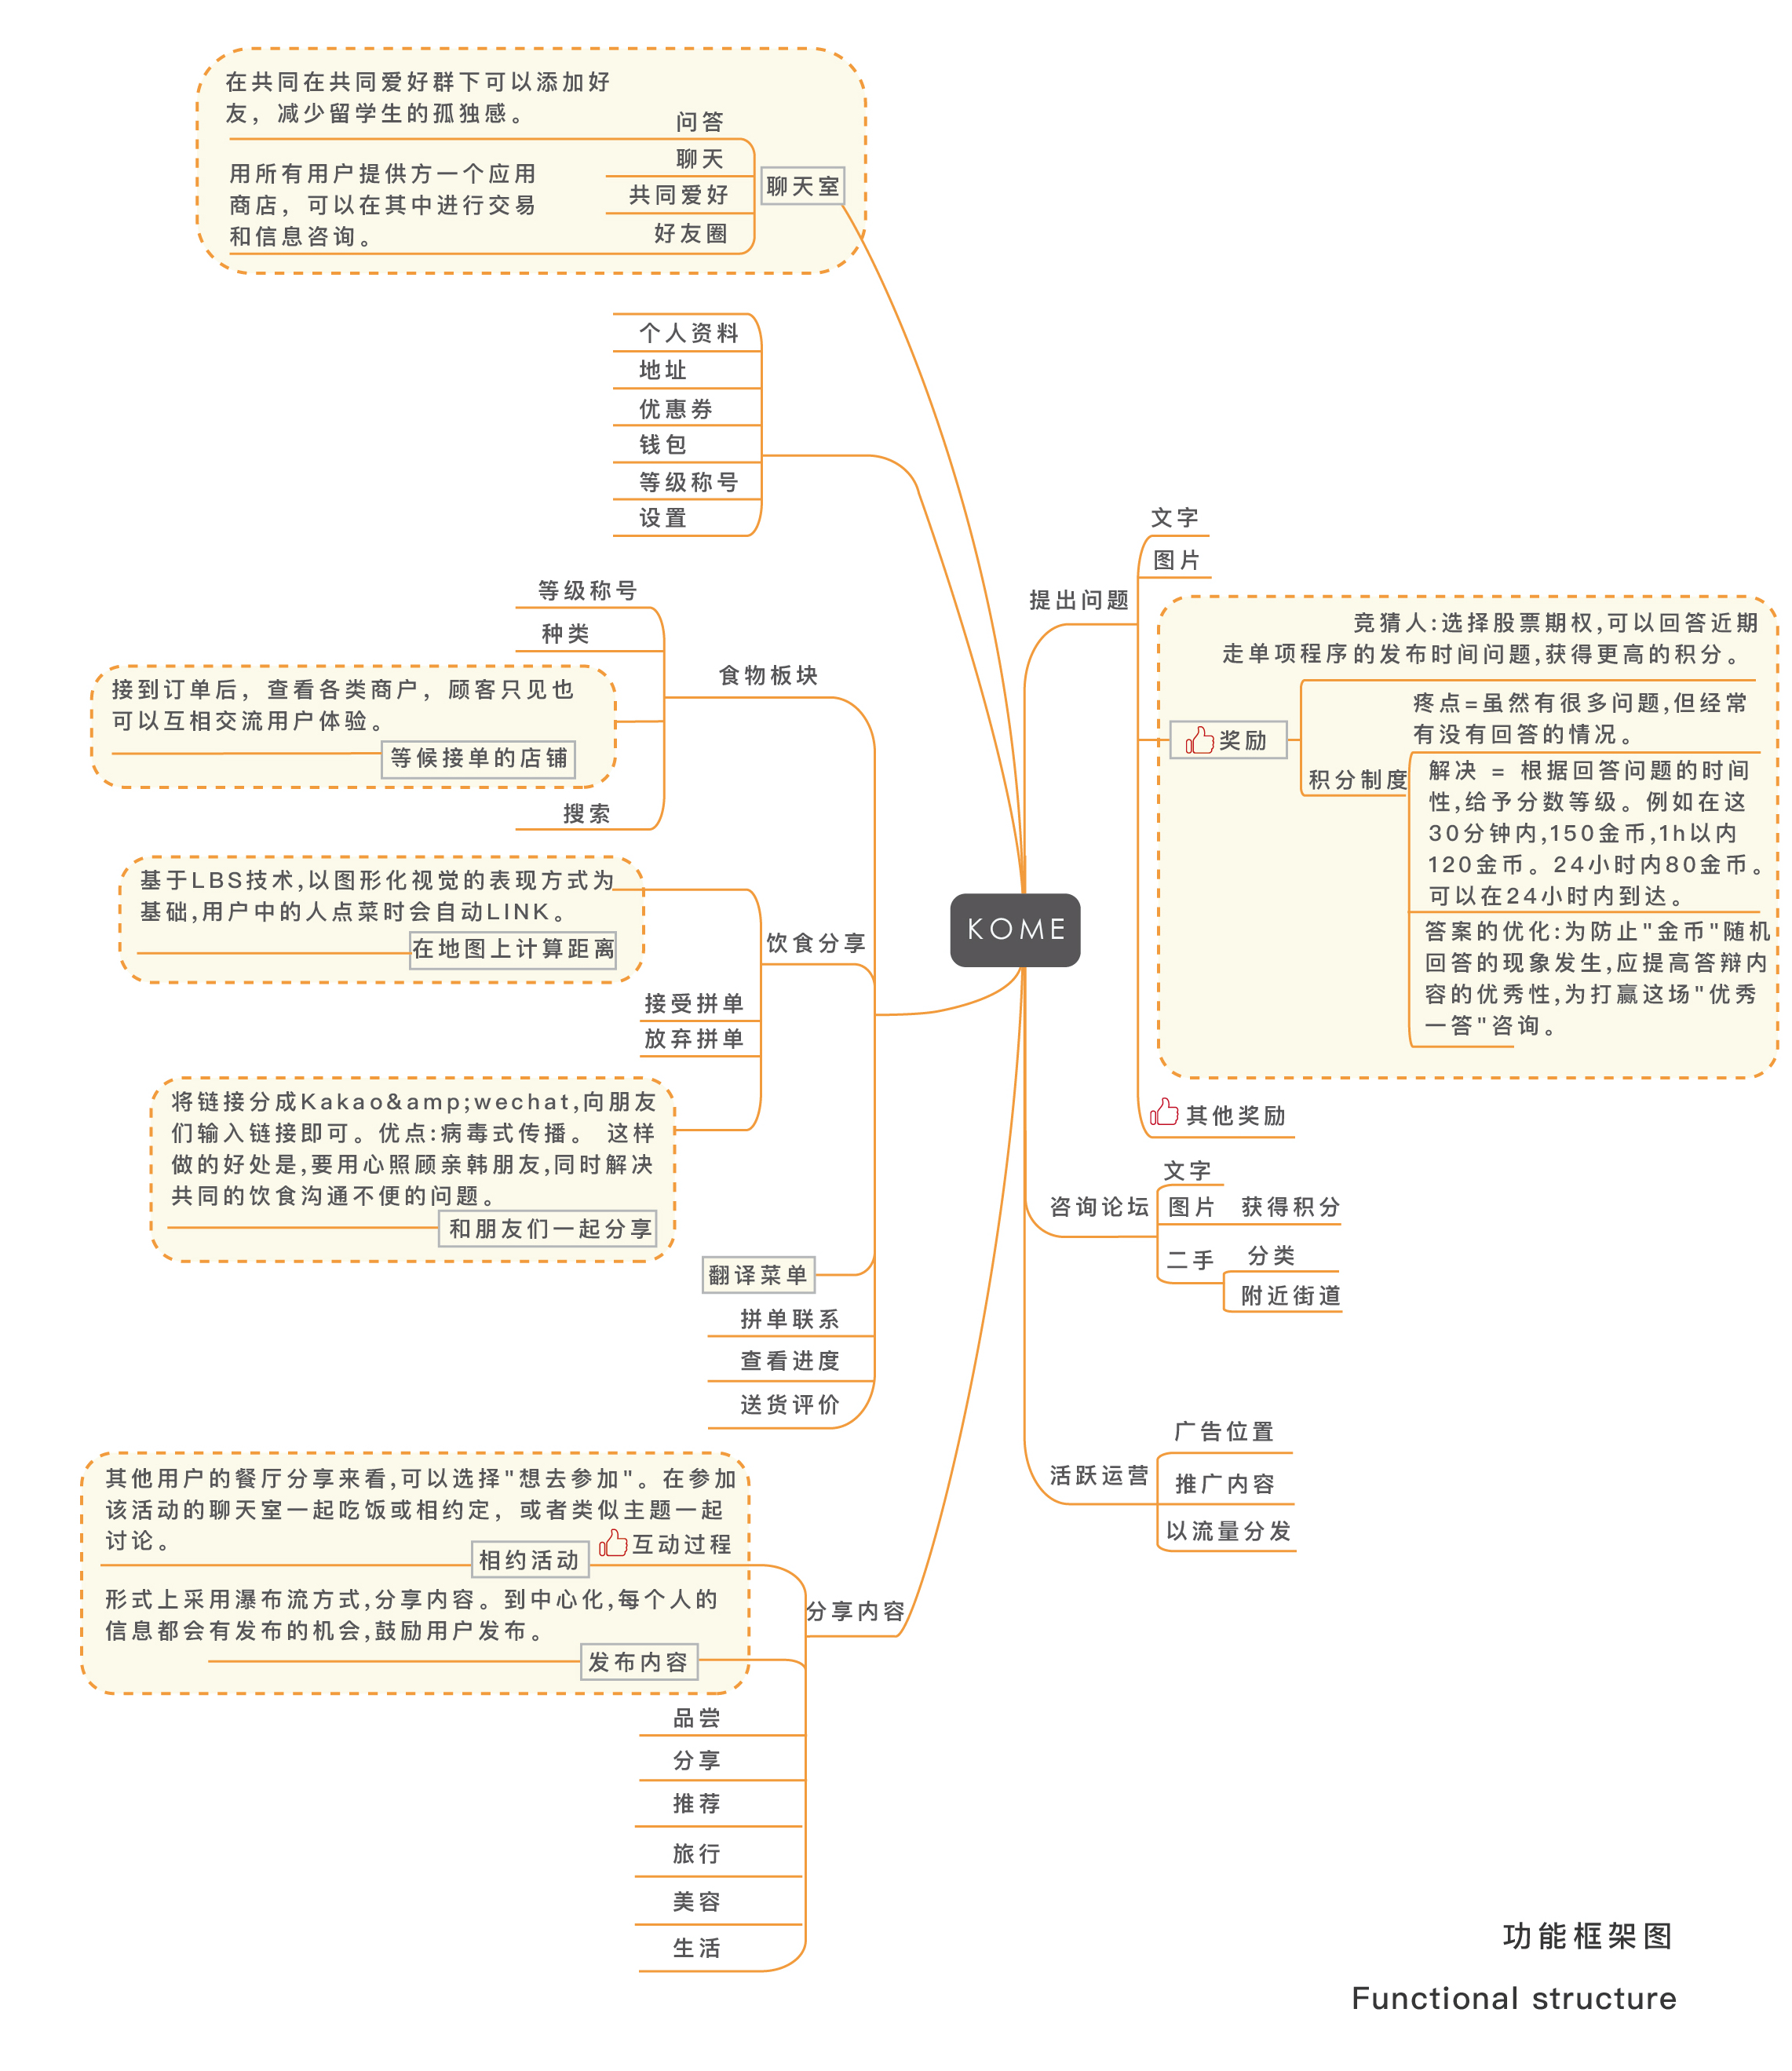 在共同在共同爱好群下可以添加好
友，减少留学生的孤独感。
问答
聊天
用所有用户提供方一个应用
商店，可以在其中进行交易
和信息咨询。
共同爱好
好友圈
聊天室
个人资料
地址
优惠券
钱包
等级称号
设置
等级称号
种类
食物板块
接到订单后，查看各类商户，顾客只见也
可以互相交流用户体验。
等候接单的店铺
搜索
基于LBS技术,以图形化视觉的表现方式为
基础,用户中的人点菜时会自动LINK。
在地图上计算距离
饮食分享
接受拼单
放弃拼单
将链接分成Kakao&amp;wechat,向朋友
们输入链接即可。优点:病毒式传播。 这样
做的好处是,要用心照顾亲韩朋友,同时解决
共同的饮食沟通不便的问题。
和朋友们一起分享
翻译菜单
拼单联系
查看进度
送货评价
其他用户的餐厅分享来看,可以选择"想去参加"。在参加
该活动的聊天室一起吃饭或相约定，或者类似主题一起
讨论。
相约活动
互动过程
形式上采用瀑布流方式,分享内容。到中心化,每个人的
信息都会有发布的机会,鼓励用户发布。
发布内容
分享内容
品尝
分享
推荐
旅行
美容
生活
KOME
提出问题
文字
图片
竞猜人:选择股票期权,可以回答近期
走单项程序的发布时间问题,获得更高的积分。
奖励
疼点=虽然有很多问题,但经常
有没有回答的情况。
积分制度
解决 = 根据回答问题的时间
性,给予分数等级。例如在这
30分钟内,150金币,1h以内
120金币。24小时内80金币。
可以在24小时内到达。
答案的优化:为防止"金币"随机
回答的现象发生,应提高答辩内
容的优秀性,为打赢这场"优秀
一答"咨询。
其他奖励
咨询论坛
文字
图片
获得积分
二手
分类
附近街道
活跃运营
广告位置
推广内容
以流量分发
功能框架图
Functional structure